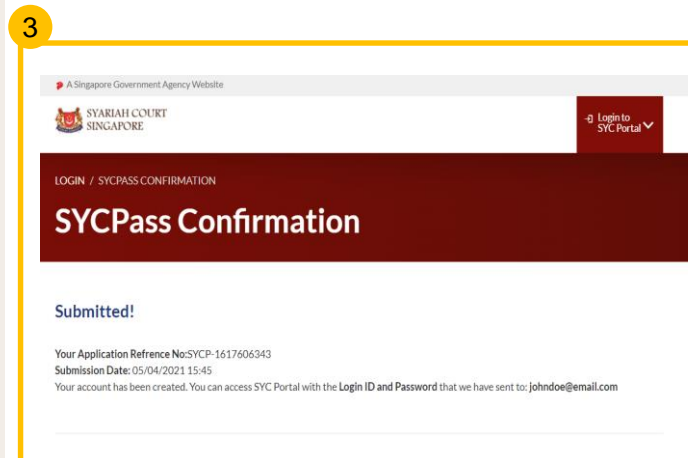 3
A Singapore Government Agency Website
SYARIAH COURT
SINGAPORE
Login to
SYC Portal
LOGIN / SYCPASS CONFIRMATION
SYCPass Confirmation
Submitted!
Your Application Refrence No:SYCP-1617606343
Submission Date: 05/04/2021 15:45
Your account has been created. You can access SYC Portal with the Login ID and Password that we have sent to: johndoe@email.com